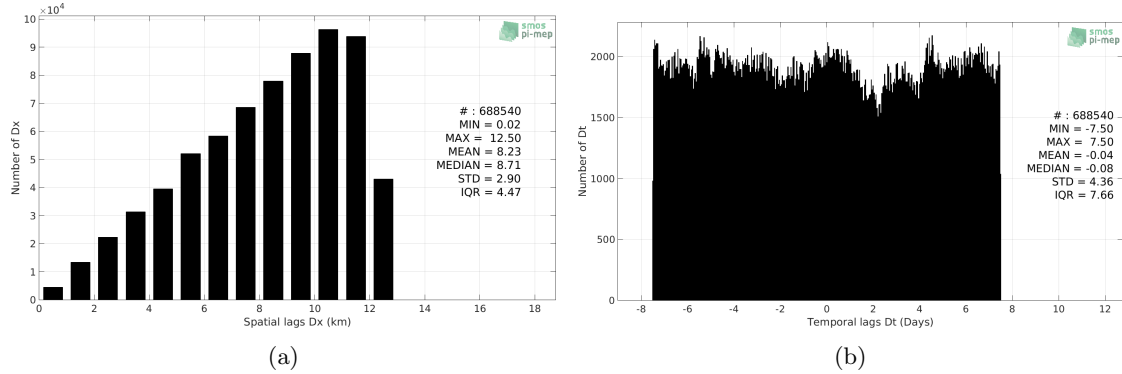 ×10⁴
10
9
8
7
6
5
4
3
2
1
0
Number of Dx
smos
pi-mep
# : 688540
MIN = 0.02
MAX = 12.50
MEAN = 8.23
MEDIAN = 8.71
STD = 2.90
IQR = 4.47
0 2 4 6 8 10 12 14 16 18
Spatial lags Dx (km)
(a)
2000
1500
1000
500
0
Number of Dt
smos
pi-mep
# : 688540
MIN = -7.50
MAX = 7.50
MEAN = -0.04
MEDIAN = -0.08
STD = 4.36
IQR = 7.66
-8 -6 -4 -2 0 2 4 6 8 10 12
Temporal lags Dt (Days)
(b)